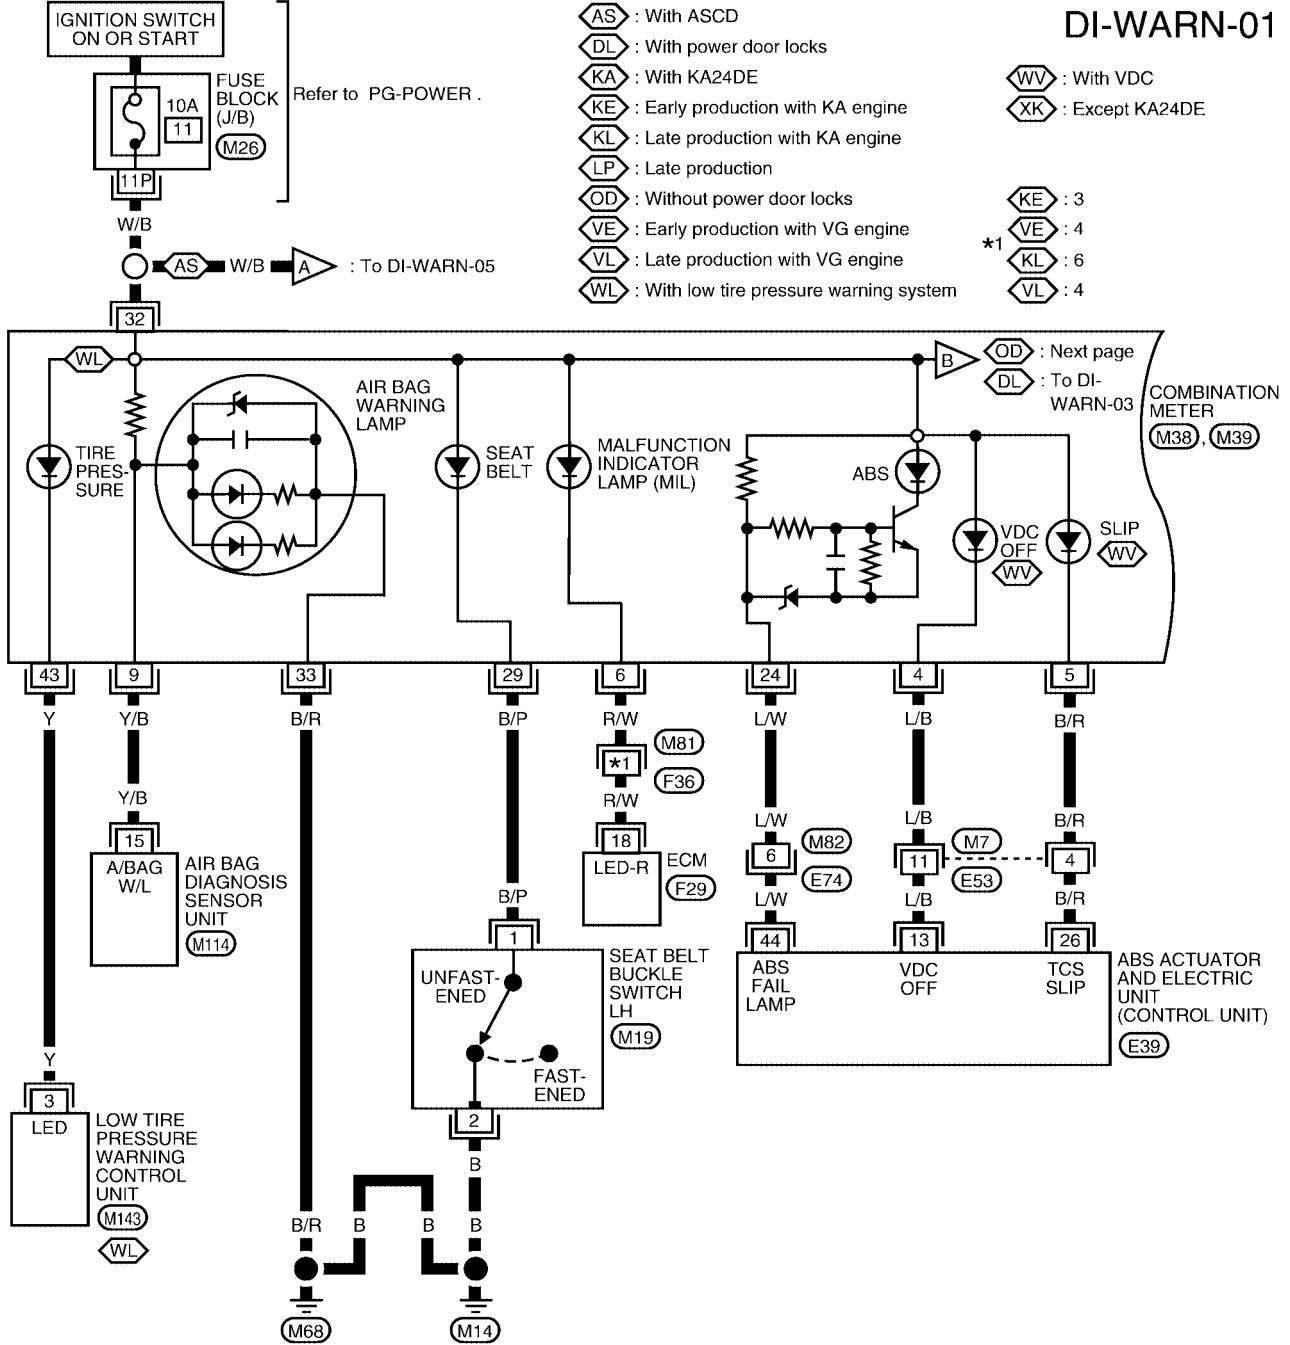 DI-WARN-01
IGNITION SWITCH
ON OR START
FUSE
BLOCK
(J/B)
M26
10A
11
11P
Refer to PG-POWER .
W/B
AS
W/B
A
: To DI-WARN-05
32
AS : With ASCD
DL : With power door locks
KA : With KA24DE
KE : Early production with KA engine
KL : Late production with KA engine
LP : Late production
OD : Without power door locks
VE : Early production with VG engine
VL : Late production with VG engine
WL : With low tire pressure warning system
WV : With VDC
XK : Except KA24DE
*1
KE : 3
VE : 4
KL : 6
VL : 4
WL
B
OD : Next page
DL : To DI-
WARN-03
COMBINATION
METER
M38 , M39
TIRE
PRES-
SURE
AIR BAG
WARNING
LAMP
SEAT
BELT
MALFUNCTION
INDICATOR
LAMP (MIL)
ABS
VDC
OFF
WV
SLIP
WV
43
9
33
29
6
24
4
5
Y
Y/B
B/R
B/P
R/W
L/W
L/B
B/R
M81
*1
F36
Y/B
R/W
L/W
L/B
B/R
15
A/BAG
W/L
AIR BAG
DIAGNOSIS
SENSOR
UNIT
M114
18
LED-R
ECM
F29
6
M82
E74
11
M7
E53
4
B/P
L/W
L/B
B/R
1
44
13
26
UNFAST-
ENED
FAST-
ENED
SEAT BELT
BUCKLE
SWITCH
LH
M19
2
ABS
FAIL
LAMP
VDC
OFF
TCS
SLIP
ABS ACTUATOR
AND ELECTRIC
UNIT
(CONTROL UNIT)
E39
Y
3
LED
LOW TIRE
PRESSURE
WARNING
CONTROL
UNIT
M143
WL
B
B/R
B
B
B
M68
M14